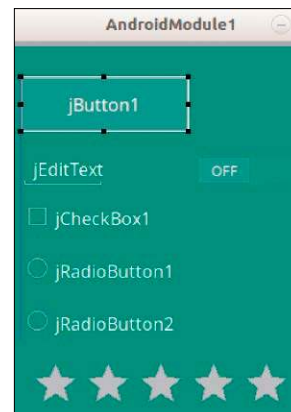 AndroidModule1
jButton1
jEditText OFF
jCheckBox1
jRadioButton1
jRadioButton2